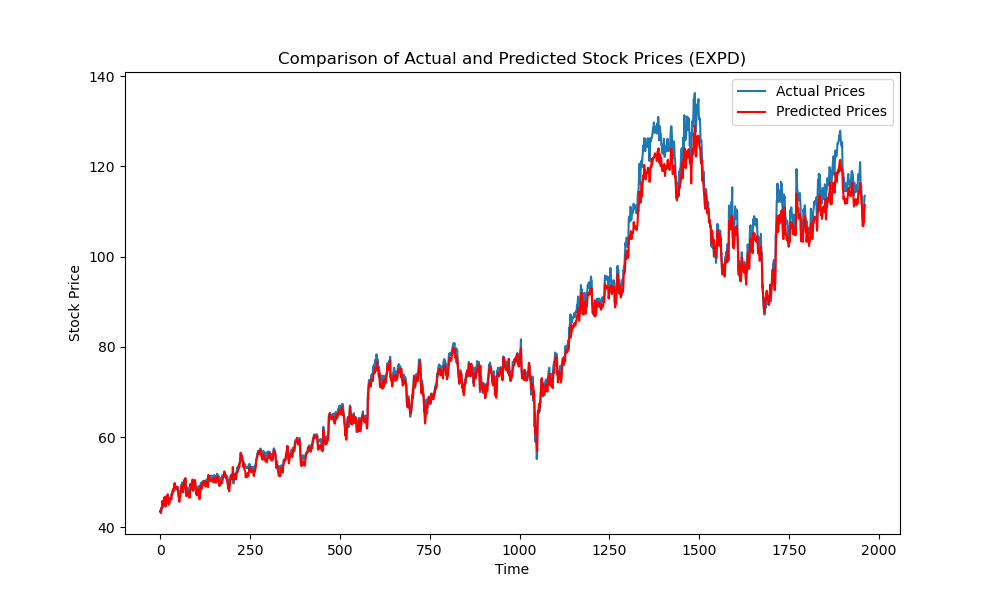 Comparison of Actual and Predicted Stock Prices (EXPD)
Actual Prices
Predicted Prices
140
120
100
80
60
40
Stock Price
0 250 500 750 1000 1250 1500 1750 2000
Time